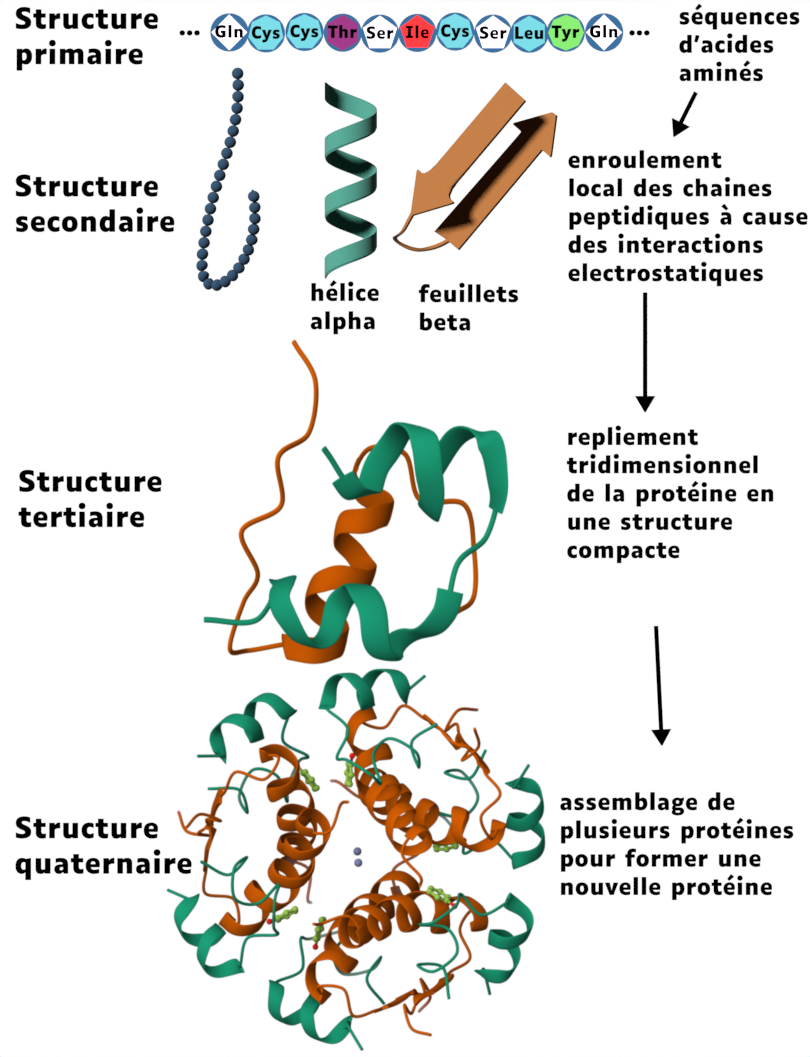 Structure
primaire
... Gln Cys Cys Thr Ser Ile Cys Ser Leu Tyr Gln ...
séquences
d'acides
aminés
Structure
secondaire
hélice
alpha
feuillets
beta
enroulement
local des chaines
peptidiques à cause
des interactions
electrostatiques
Structure
tertiaire
repliement
tridimensionnel
de la protéine en
une structure
compacte
Structure
quaternaire
assemblage de
plusieurs protéines
pour former une
nouvelle protéine